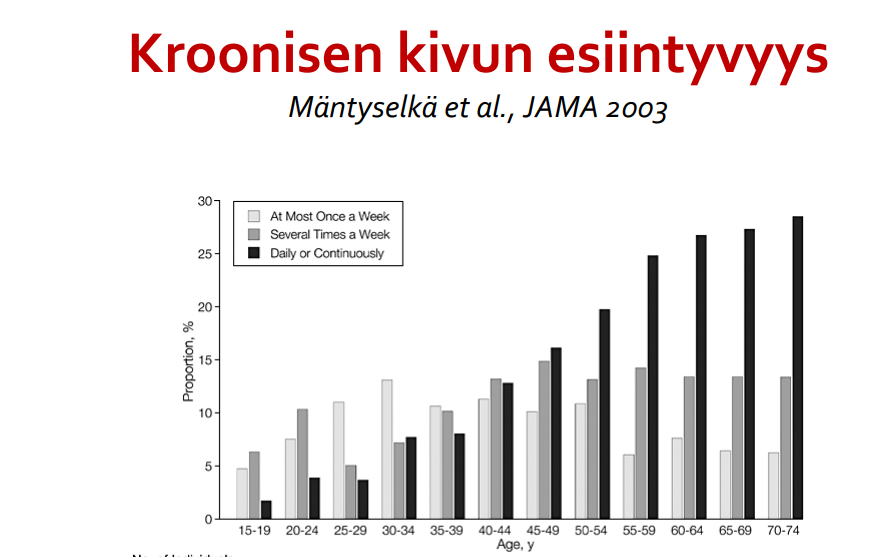 Kroonisen kivun esiintyvyys
Mäntyselkä et al., JAMA 2003
30
25
20
15
10
5
0
Proportion, %
At Most Once a Week
Several Times a Week
Daily or Continuously
15-19 20-24 25-29 30-34 35-39 40-44 45-49 50-54 55-59 60-64 65-69 70-74
Age, y